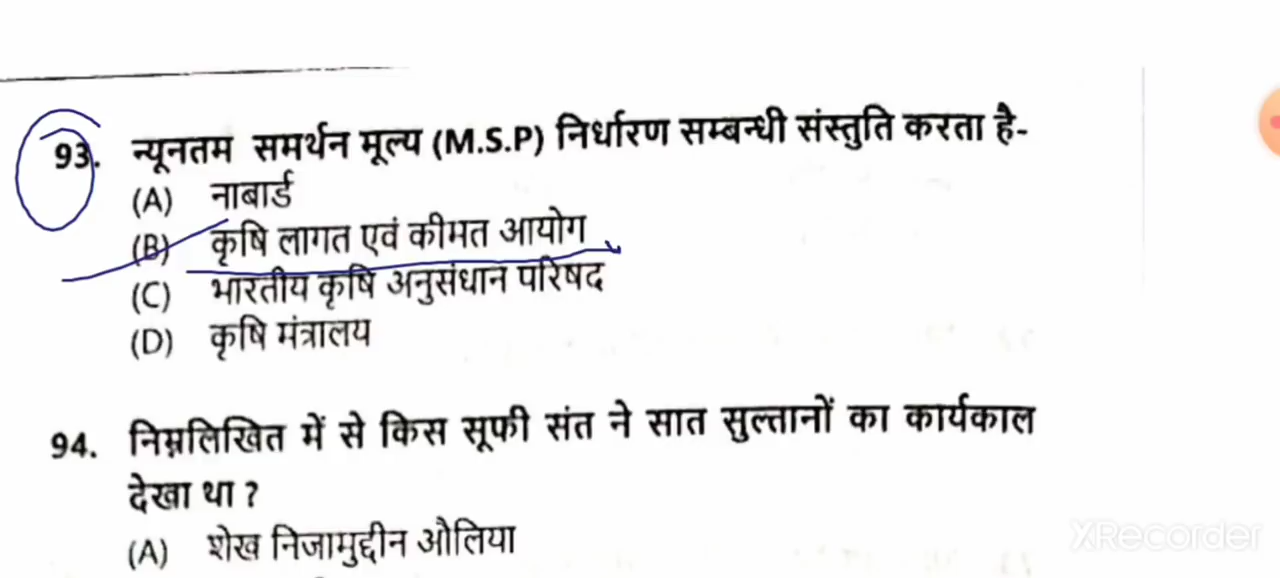 93. न्यूनतम समर्थन मूल्य (M.S.P) निर्धारण सम्बन्धी संस्तुति करता है-
(A) नाबार्ड
(B) कृषि लागत एवं कीमत आयोग
(C) भारतीय कृषि अनुसंधान परिषद
(D) कृषि मंत्रालय
94. निम्नलिखित में से किस सूफी संत ने सात सुल्तानों का कार्यकाल
देखा था ?
(A) शेख निजामुद्दीन औलिया
XRecorder